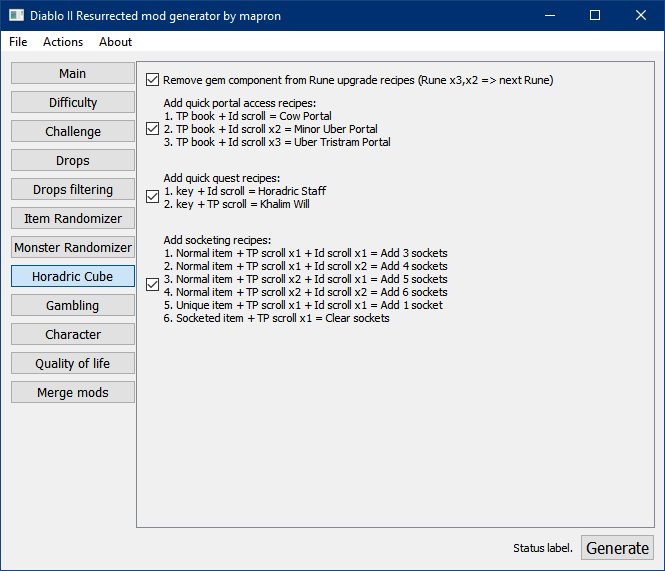 Diablo II Resurrected mod generator by mapron
File Actions About
Main
Difficulty
Challenge
Drops
Drops filtering
Item Randomizer
Monster Randomizer
Horadric Cube
Gambling
Character
Quality of life
Merge mods
Remove gem component from Rune upgrade recipes (Rune x3,x2 => next Rune)
Add quick portal access recipes:
1. TP book + Id scroll = Cow Portal
2. TP book + Id scroll x2 = Minor Uber Portal
3. TP book + Id scroll x3 = Uber Tristram Portal
Add quick quest recipes:
1. key + Id scroll = Horadric Staff
2. key + TP scroll = Khalim Will
Add socketing recipes:
1. Normal item + TP scroll x1 + Id scroll x1 = Add 3 sockets
2. Normal item + TP scroll x1 + Id scroll x2 = Add 4 sockets
3. Normal item + TP scroll x2 + Id scroll x1 = Add 5 sockets
4. Normal item + TP scroll x2 + Id scroll x2 = Add 6 sockets
5. Unique item + TP scroll x1 + Id scroll x1 = Add 1 socket
6. Socketed item + TP scroll x1 = Clear sockets
Status label.
Generate